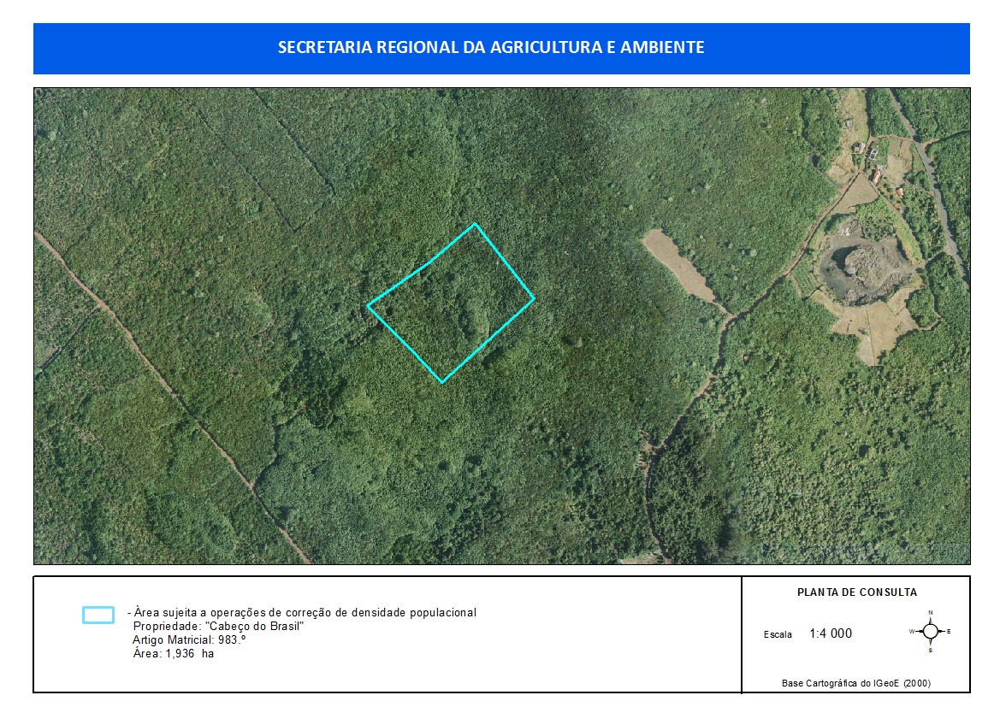 SECRETARIA REGIONAL DA AGRICULTURA E AMBIENTE
- Àrea sujeita a operações de correção de densidade populacional
Propriedade: "Cabeço do Brasil"
Artigo Matricial: 983.º
Área: 1,936 ha
PLANTA DE CONSULTA
Escala 1:4 000
N
W E
S
Base Cartográfica do IGeoE (2000)